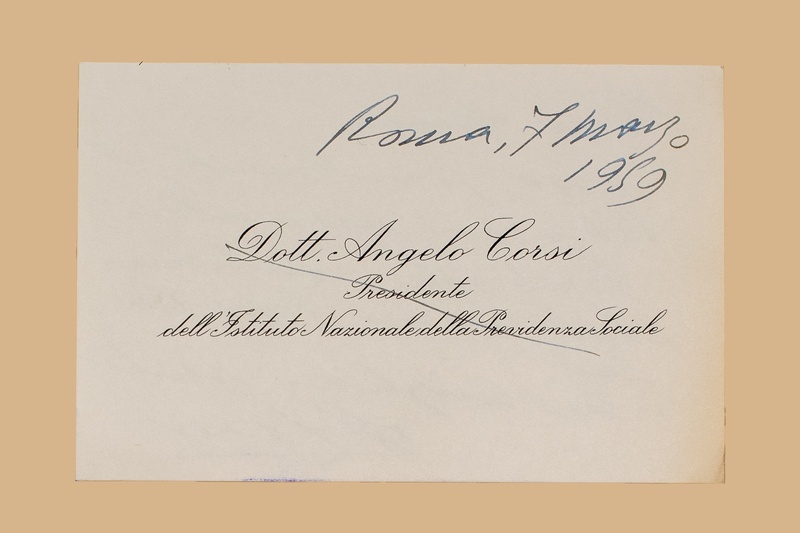 Roma, 7 marzo
1959
Dott. Angelo Corsi
Presidente
dell'Istituto Nazionale della Previdenza Sociale